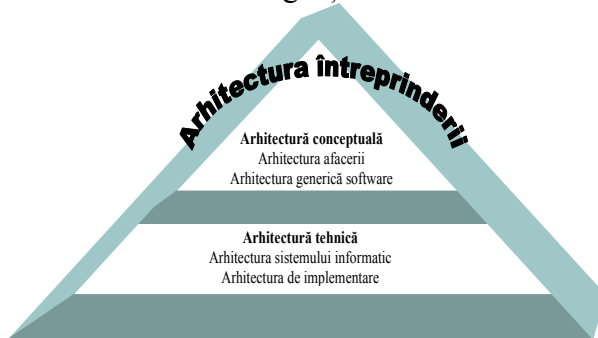 Arhitectura întreprinderii
Arhitectură conceptuală
Arhitectura afacerii
Arhitectura generică software
Arhitectură tehnică
Arhitectura sistemului informatic
Arhitectura de implementare